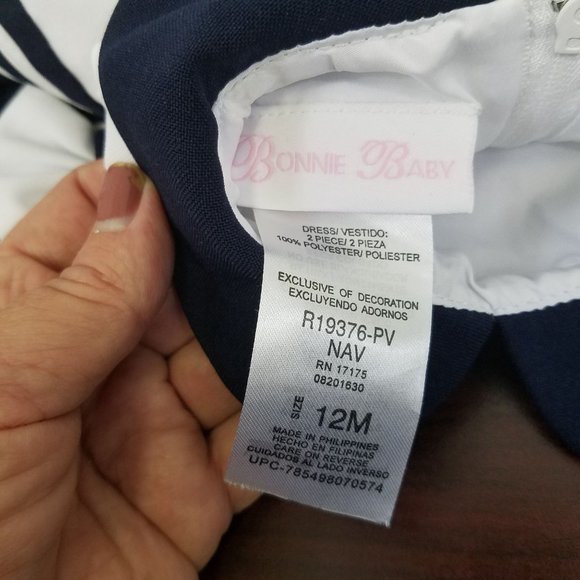 BONNIE BABY
DRESS/ VESTIDO:
2 PIECE/ 2 PIEZA
100% POLYESTER/ POLIESTER
EXCLUSIVE OF DECORATION
EXCLUYENDO ADORNOS
R19376-PV
NAV
RN 17175
08201630
SIZE 12M
MADE IN PHILIPPINES
HECHO EN FILIPINAS
CARE ON REVERSE
CUIDADOS AL LADO INVERSO
UPC-785498070574